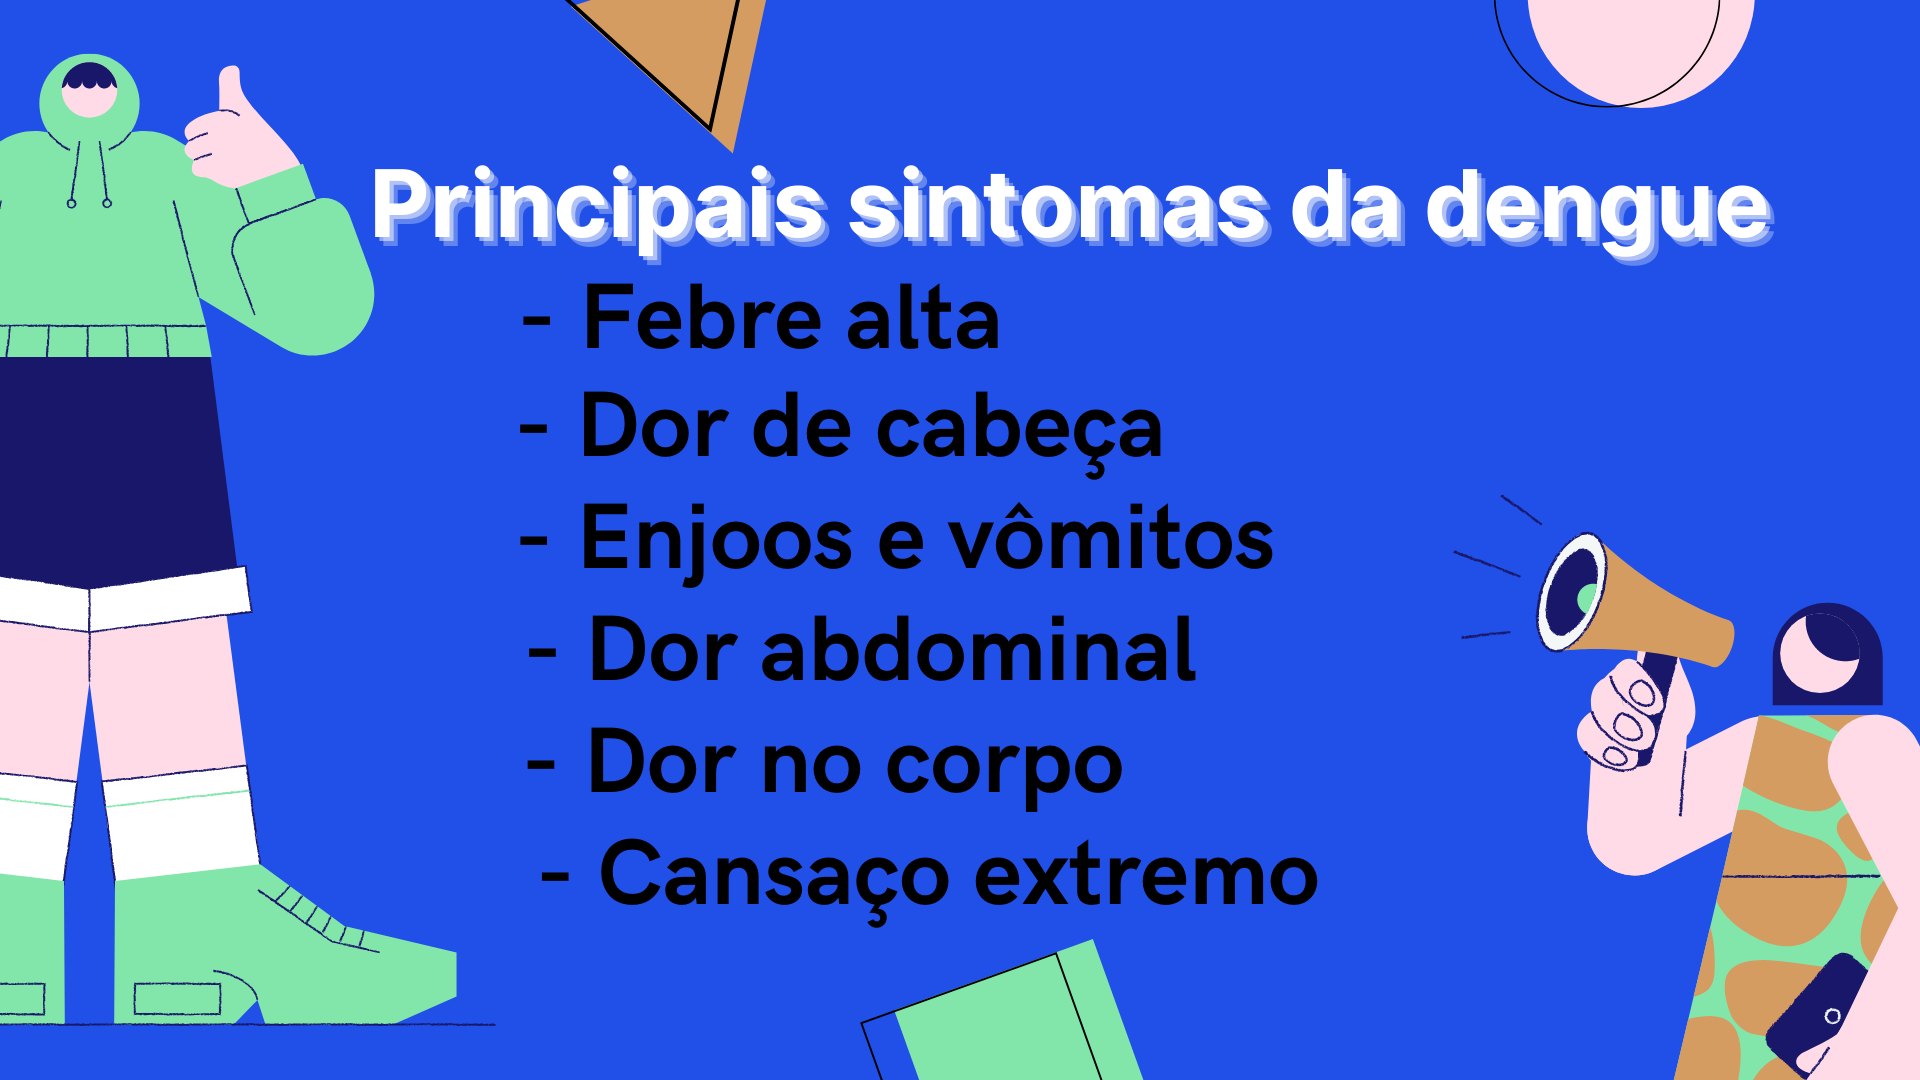 Principais sintomas da dengue
- Febre alta
- Dor de cabeça
- Enjoos e vômitos
- Dor abdominal
- Dor no corpo
- Cansaço extremo